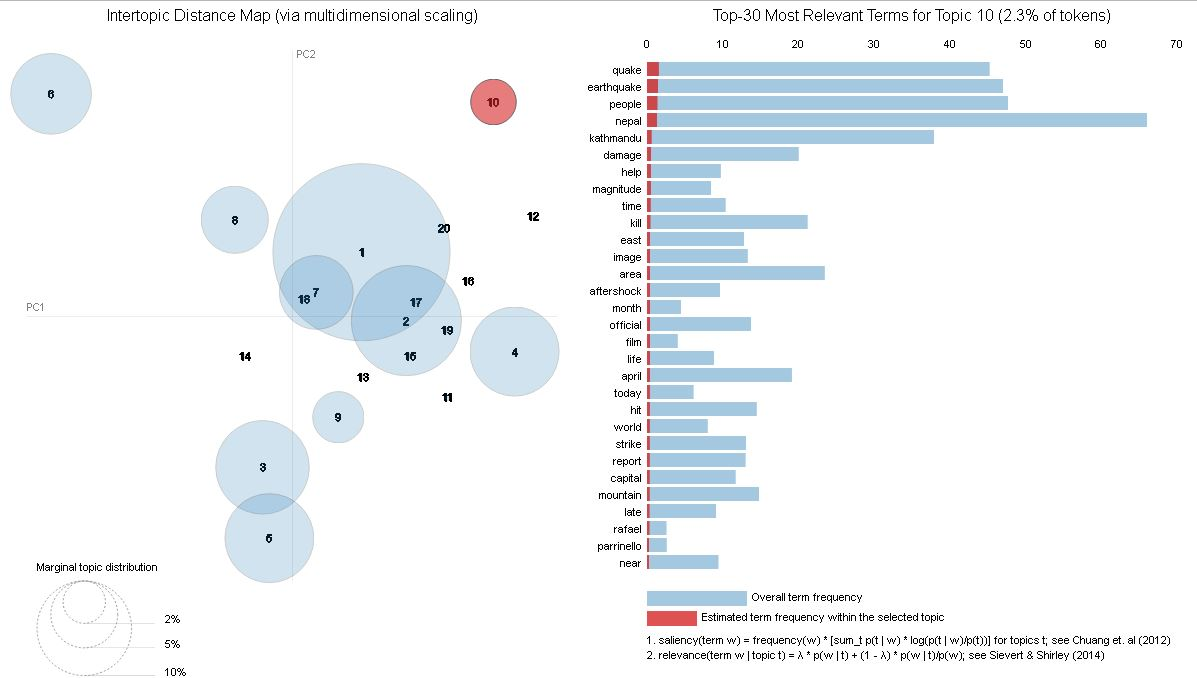 Intertopic Distance Map (via multidimensional scaling)
PC2
PC1
6
10
8
12
20
1
16
7
18
17
2
19
4
14
15
13
11
9
3
5
Marginal topic distribution
2%
5%
10%
Top-30 Most Relevant Terms for Topic 10 (2.3% of tokens)
0 10 20 30 40 50 60 70
quake
earthquake
people
nepal
kathmandu
damage
help
magnitude
time
kill
east
image
area
aftershock
month
official
film
life
april
today
hit
world
strike
report
capital
mountain
late
rafael
parrinello
near
Overall term frequency
Estimated term frequency within the selected topic
1. saliency(term w) = frequency(w) * [sum_t p(t | w) * log(p(t | w)/p(t))] for topics t; see Chuang et. al (2012)
2. relevance(term w | topic t) = λ * p(w | t) + (1 - λ) * p(w | t)/p(w); see Sievert & Shirley (2014)